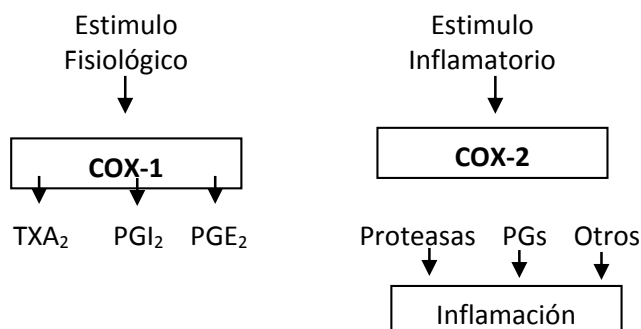 Estimulo
Fisiológico
COX-1
TXA₂ PGI₂ PGE₂
Estimulo
Inflamatorio
COX-2
Proteasas PGs Otros
Inflamación